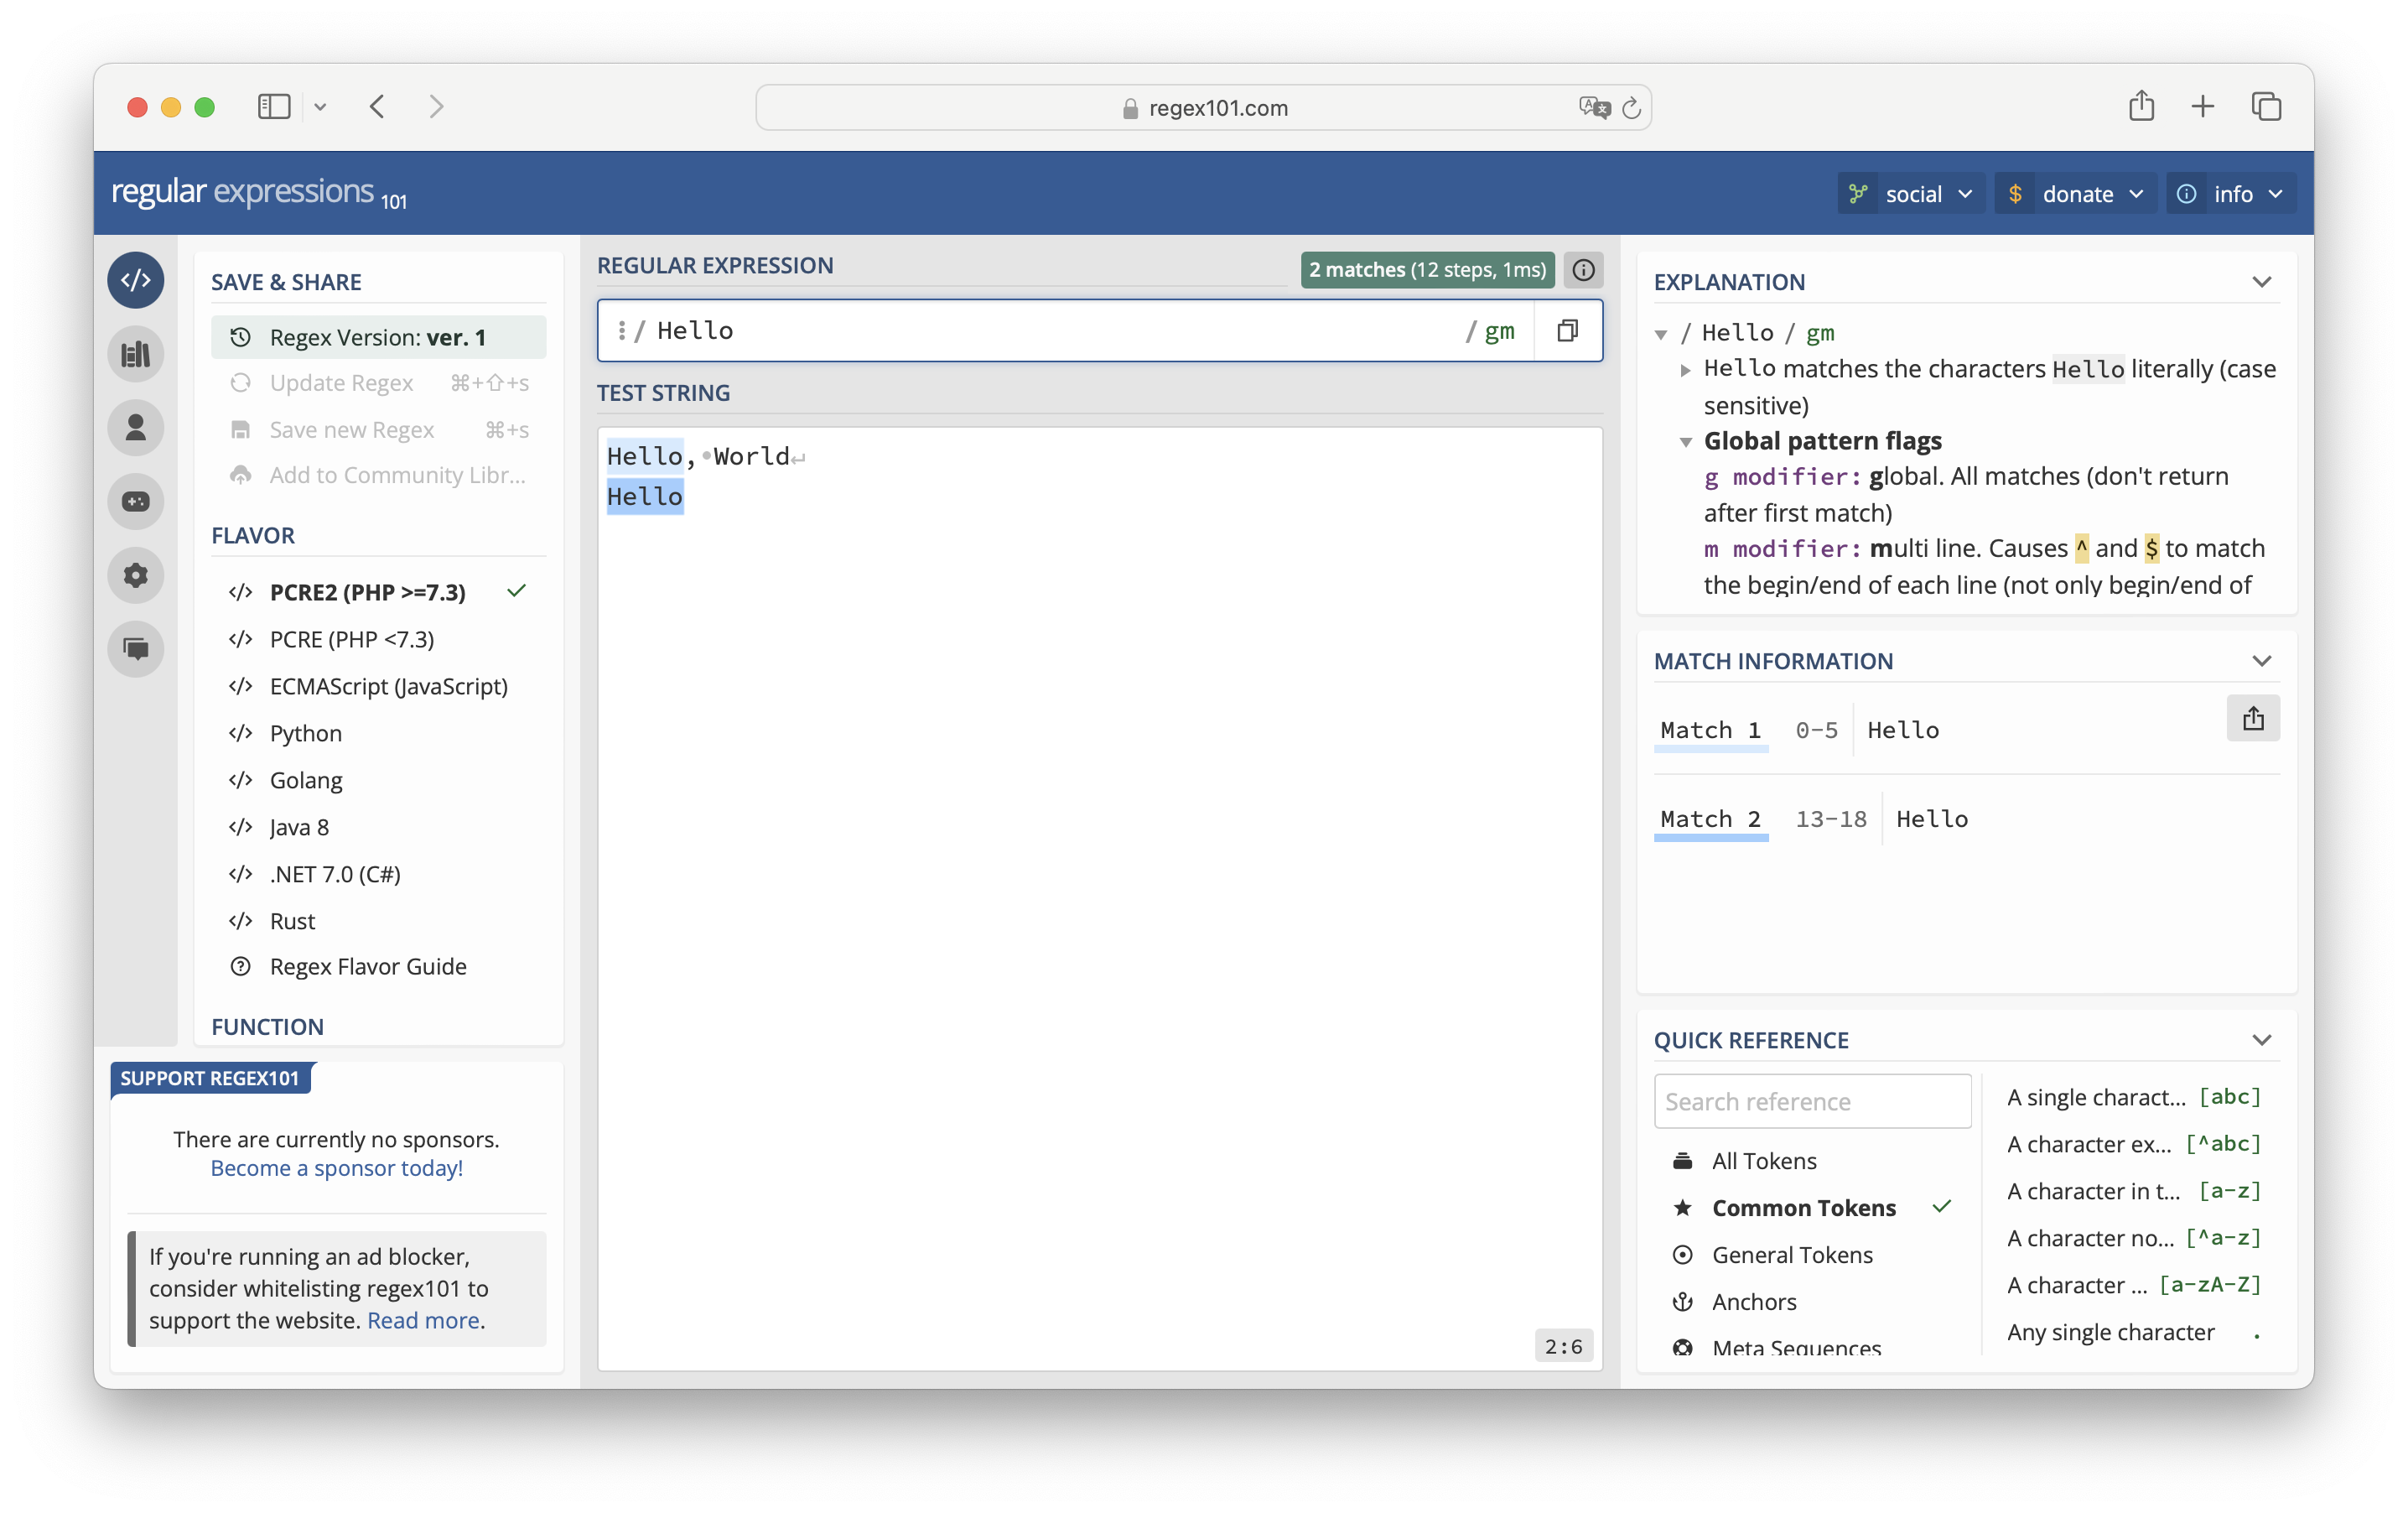 regex101.com
regular expressions 101
social
donate
info
SAVE & SHARE
Regex Version: ver. 1
Update Regex ⌘+⇧+s
Save new Regex ⌘+s
Add to Community Libr...
FLAVOR
PCRE2 (PHP >=7.3)
PCRE (PHP <7.3)
ECMAScript (JavaScript)
Python
Golang
Java 8
.NET 7.0 (C#)
Rust
Regex Flavor Guide
FUNCTION
SUPPORT REGEX101
There are currently no sponsors.
Become a sponsor today!
If you're running an ad blocker,
consider whitelisting regex101 to
support the website. Read more.
REGULAR EXPRESSION
2 matches (12 steps, 1ms)
/ Hello / gm
TEST STRING
Hello, World
Hello
2:6
EXPLANATION
/ Hello / gm
Hello matches the characters Hello literally (case
sensitive)
Global pattern flags
g modifier: global. All matches (don't return
after first match)
m modifier: multi line. Causes ^ and $ to match
the begin/end of each line (not only begin/end of
MATCH INFORMATION
Match 1 0-5 Hello
Match 2 13-18 Hello
QUICK REFERENCE
Search reference
All Tokens
Common Tokens
General Tokens
Anchors
Meta Sequences
A single charact... [abc]
A character ex... [^abc]
A character in t... [a-z]
A character no... [^a-z]
A character ... [a-zA-Z]
Any single character .